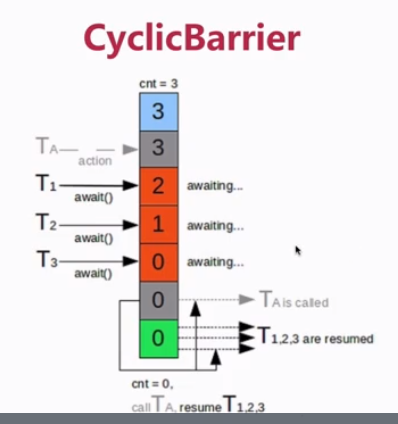 CyclicBarrier
cnt = 3
3
TA
action
3
T1
await()
2
awaiting...
T2
await()
1
awaiting...
T3
await()
0
awaiting...
0
TA is called
0
T1,2,3 are resumed
cnt = 0,
call TA, resume T1,2,3